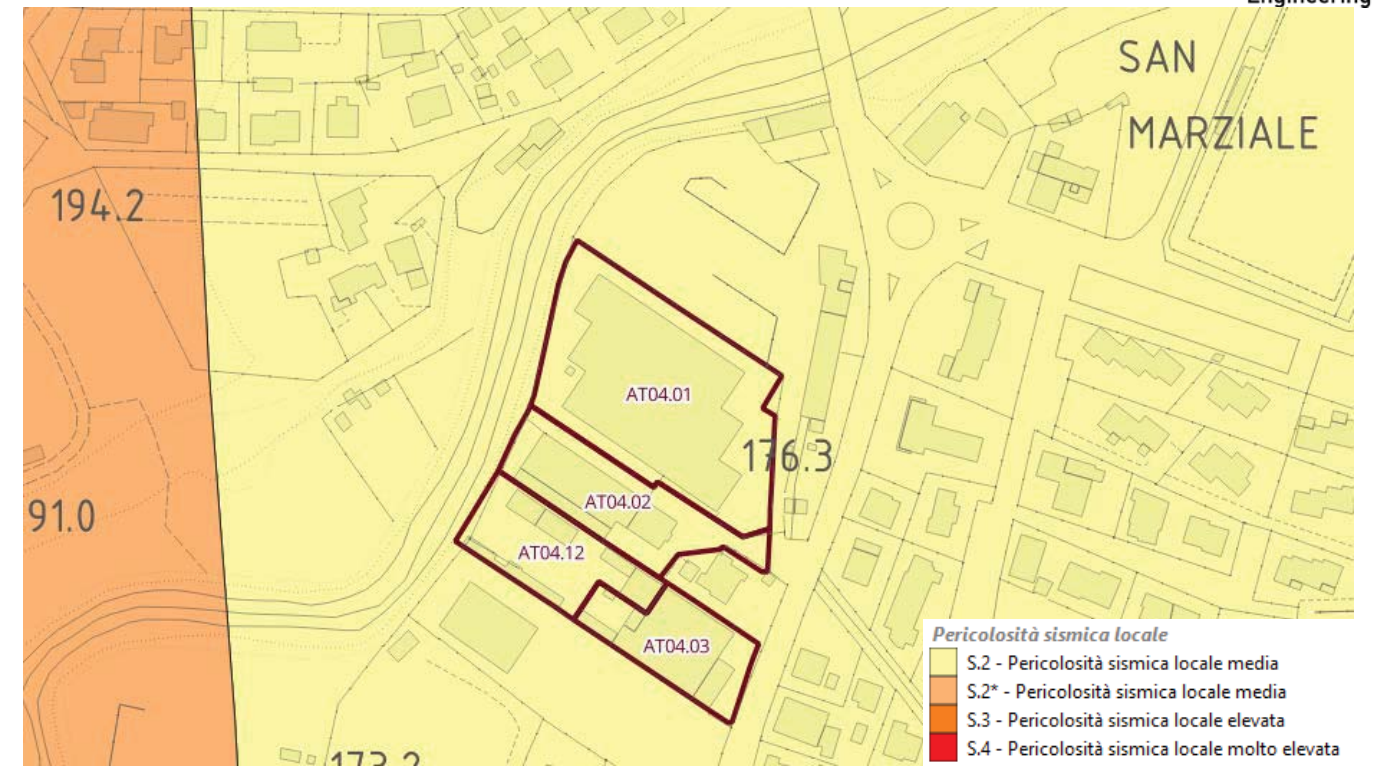 Engineering
SAN
MARZIALE
194.2
AT04.01
176.3
AT04.02
91.0
AT04.12
AT04.03
173.2
Pericolosità sismica locale
S.2 - Pericolosità sismica locale media
S.2* - Pericolosità sismica locale media
S.3 - Pericolosità sismica locale elevata
S.4 - Pericolosità sismica locale molto elevata